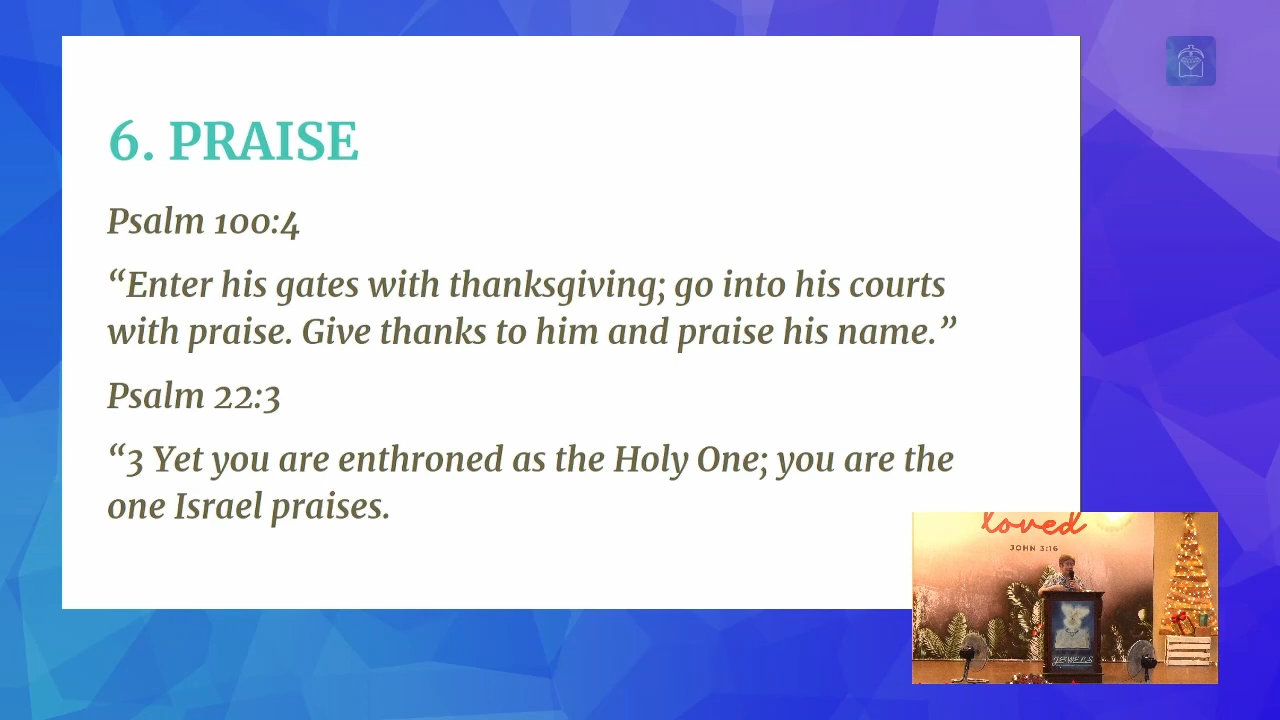 6. PRAISE
Psalm 100:4
“Enter his gates with thanksgiving; go into his courts
with praise. Give thanks to him and praise his name.”
Psalm 22:3
“3 Yet you are enthroned as the Holy One; you are the
one Israel praises.
loved
JOHN 3:16